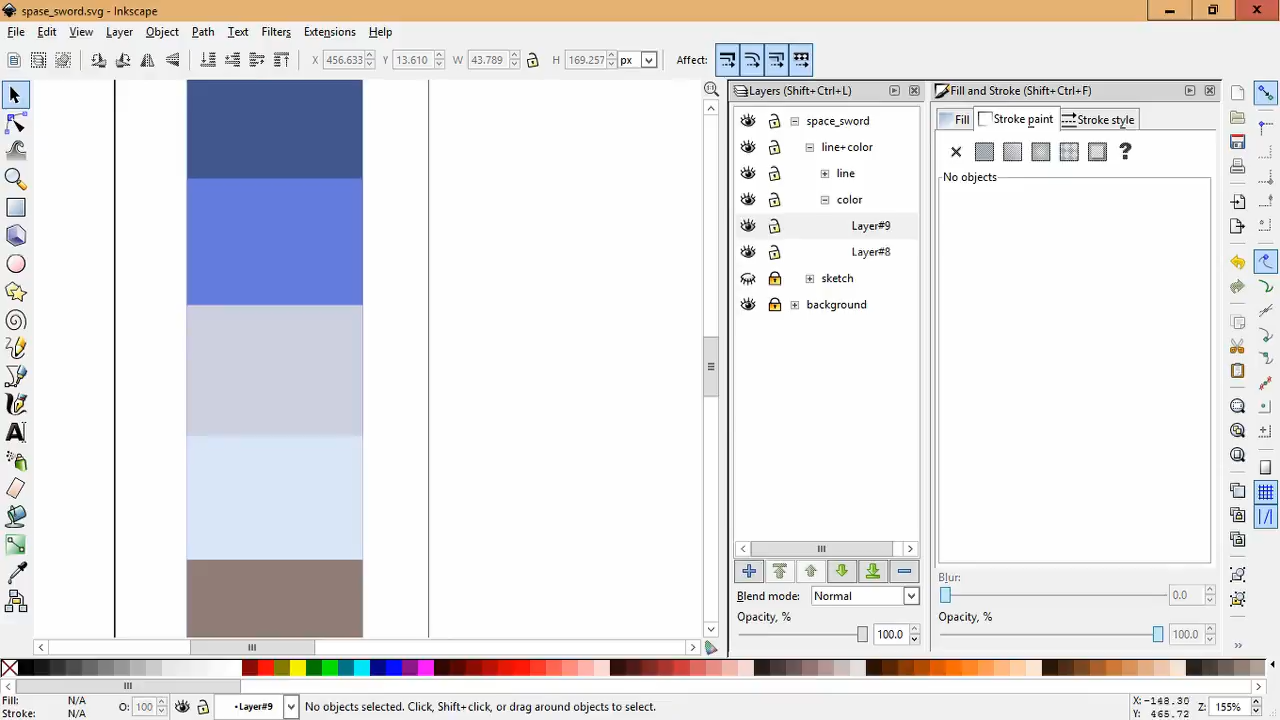 spase_sword.svg - Inkscape
File Edit View Layer Object Path Text Filters Extensions Help
X 456.633 Y 13.610 W 43.789 H 169.257 px Affect:
Layers (Shift+Ctrl+L)
Fill and Stroke (Shift+Ctrl+F)
space_sword
line+color
line
color
Layer#9
Layer#8
sketch
background
Blend mode: Normal
Opacity, %
100.0
Fill Stroke paint Stroke style
No objects
Blur:
0.0
Opacity, %
100.0
Fill: N/A
Stroke: N/A
O: 100
•Layer#9
No objects selected. Click, Shift+click, or drag around objects to select.
X: -148.30
Y: 465.72
Z: 155%